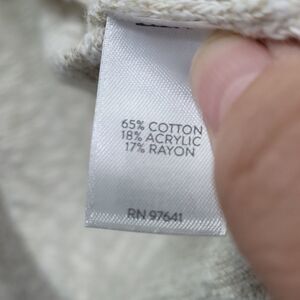 65% COTTON
18% ACRYLIC
17% RAYON
RN 97641